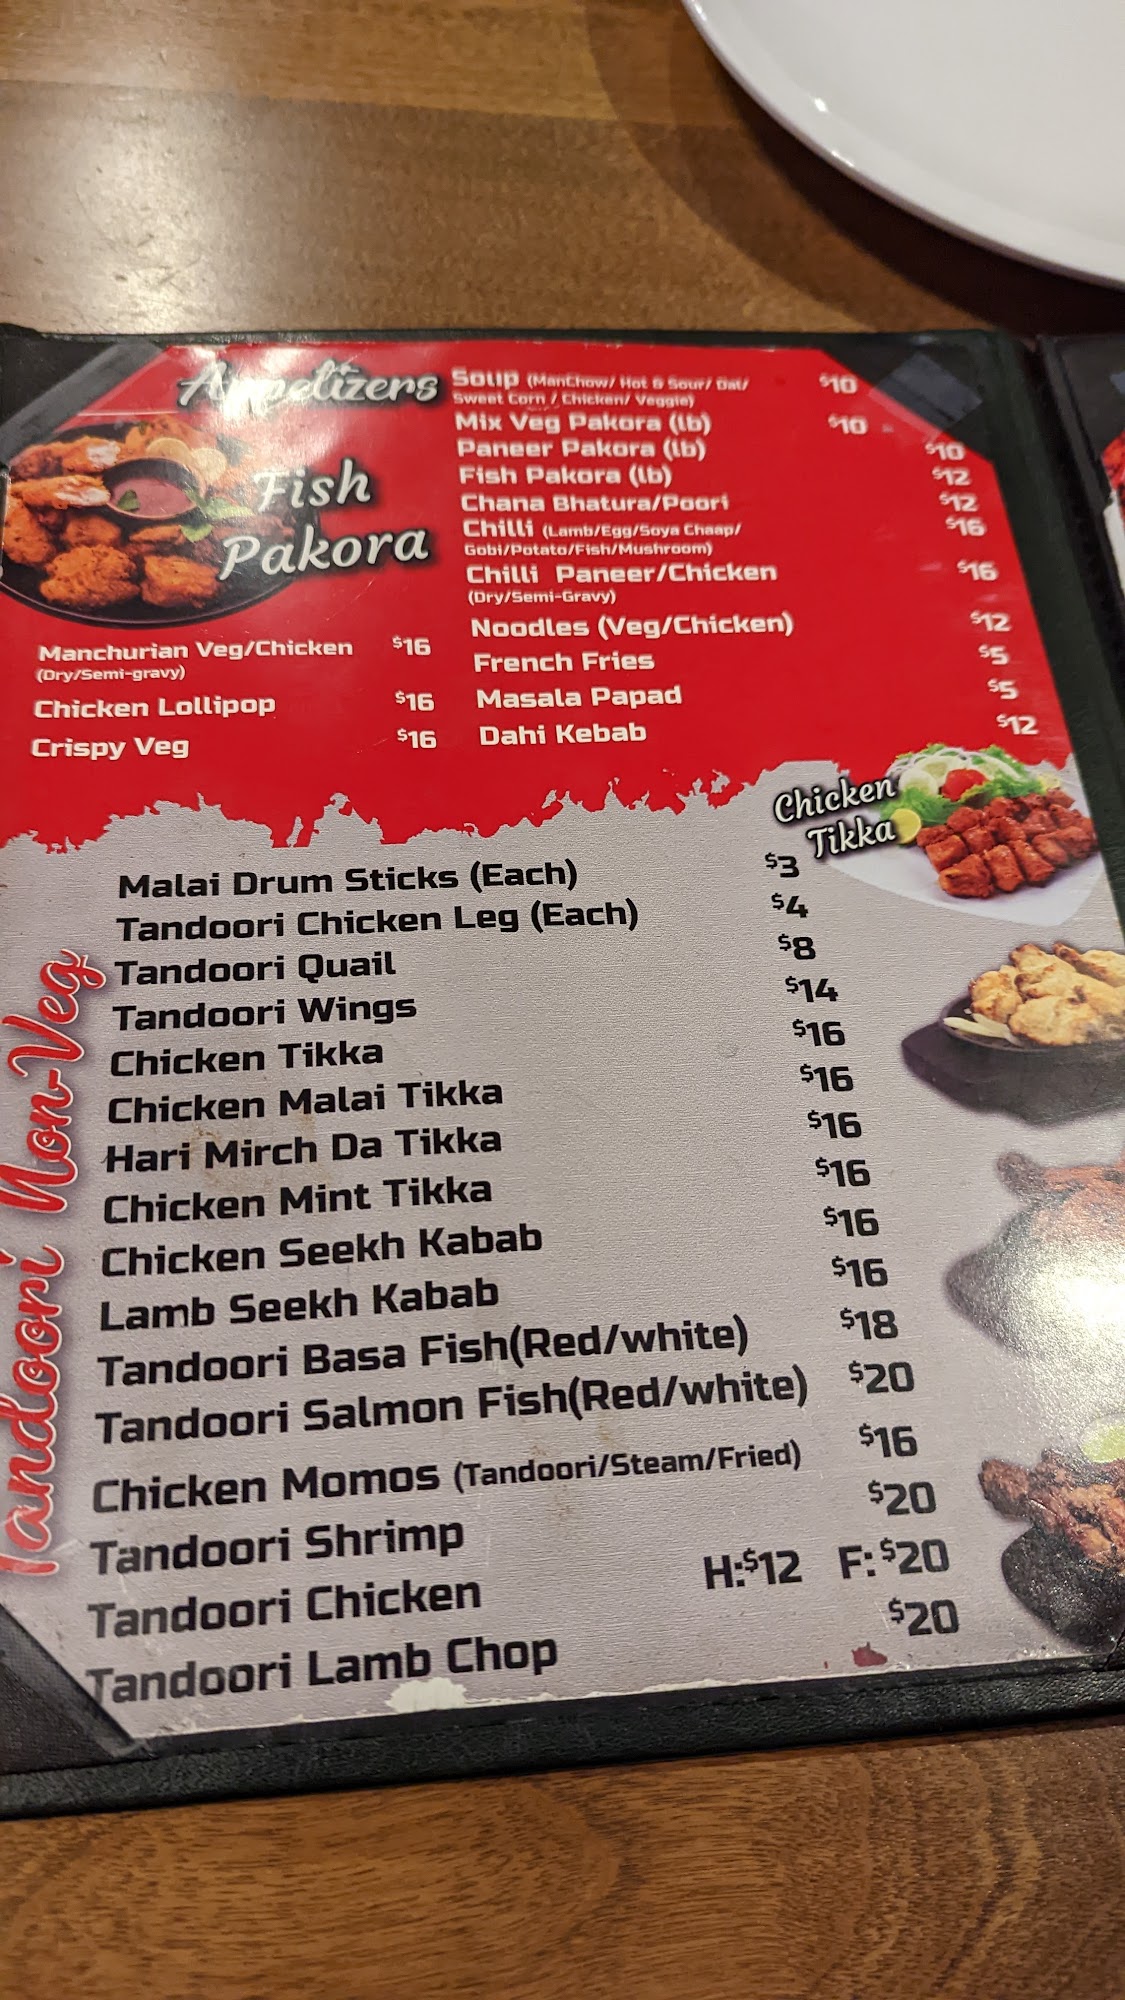 Appetizers
Fish
Pakora
Soup (ManChow/ Hot & Sour/ Dal/ $10
Sweet Corn / Chicken/ Veggie)
Mix Veg Pakora (lb) $10
Paneer Pakora (lb) $10
Fish Pakora (lb) $12
Chana Bhatura/Poori $12
Chilli (Lamb/Egg/Soya Chaap/ $16
Gobi/Potato/Fish/Mushroom)
Chilli Paneer/Chicken $16
(Dry/Semi-Gravy)
Noodles (Veg/Chicken) $12
French Fries $5
Masala Papad $5
Dahi Kebab $12
Manchurian Veg/Chicken $16
(Dry/Semi-gravy)
Chicken Lollipop $16
Crispy Veg $16
Chicken
Tikka
Tandoori Non-Veg
Malai Drum Sticks (Each) $3
Tandoori Chicken Leg (Each) $4
Tandoori Quail $8
Tandoori Wings $14
Chicken Tikka $16
Chicken Malai Tikka $16
Hari Mirch Da Tikka $16
Chicken Mint Tikka $16
Chicken Seekh Kabab $16
Lamb Seekh Kabab $16
Tandoori Basa Fish(Red/white) $18
Tandoori Salmon Fish(Red/white) $20
Chicken Momos (Tandoori/Steam/Fried) $16
Tandoori Shrimp $20
Tandoori Chicken H:$12 F:$20
Tandoori Lamb Chop $20